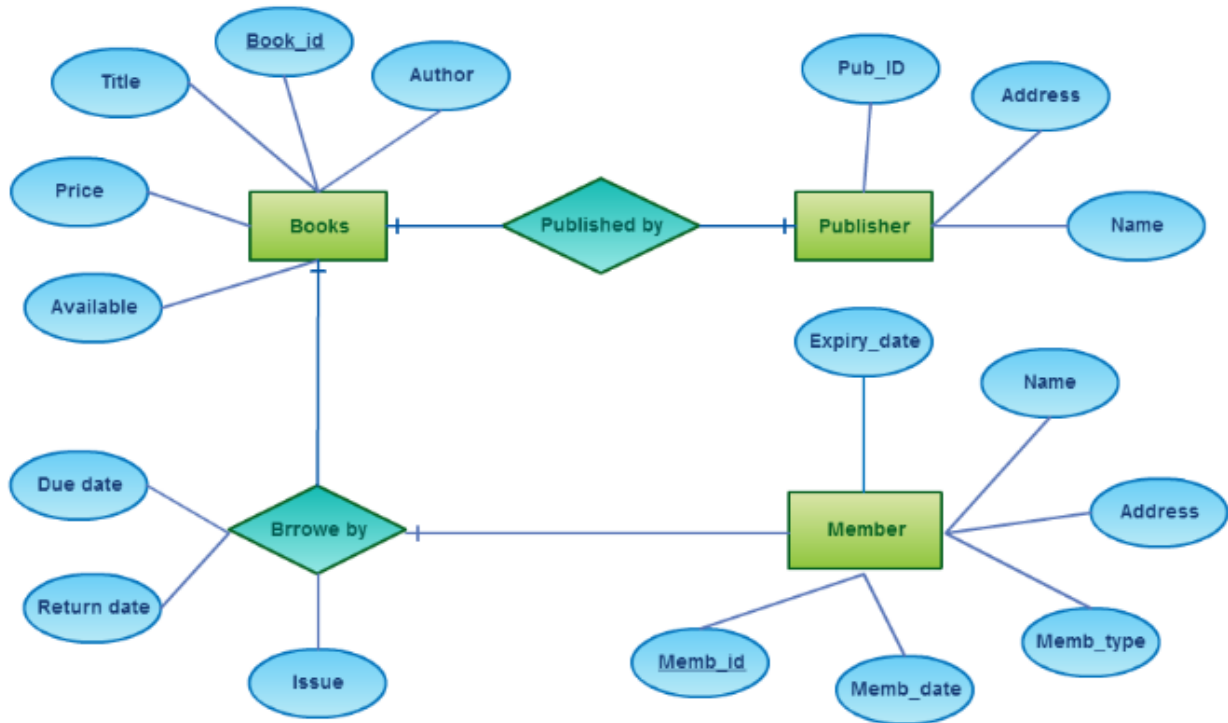 Book_id
Title
Author
Pub_ID
Address
Price
Books
Published by
Publisher
Name
Available
Expiry_date
Name
Due date
Brrowe by
Member
Address
Return date
Issue
Memb_id
Memb_date
Memb_type